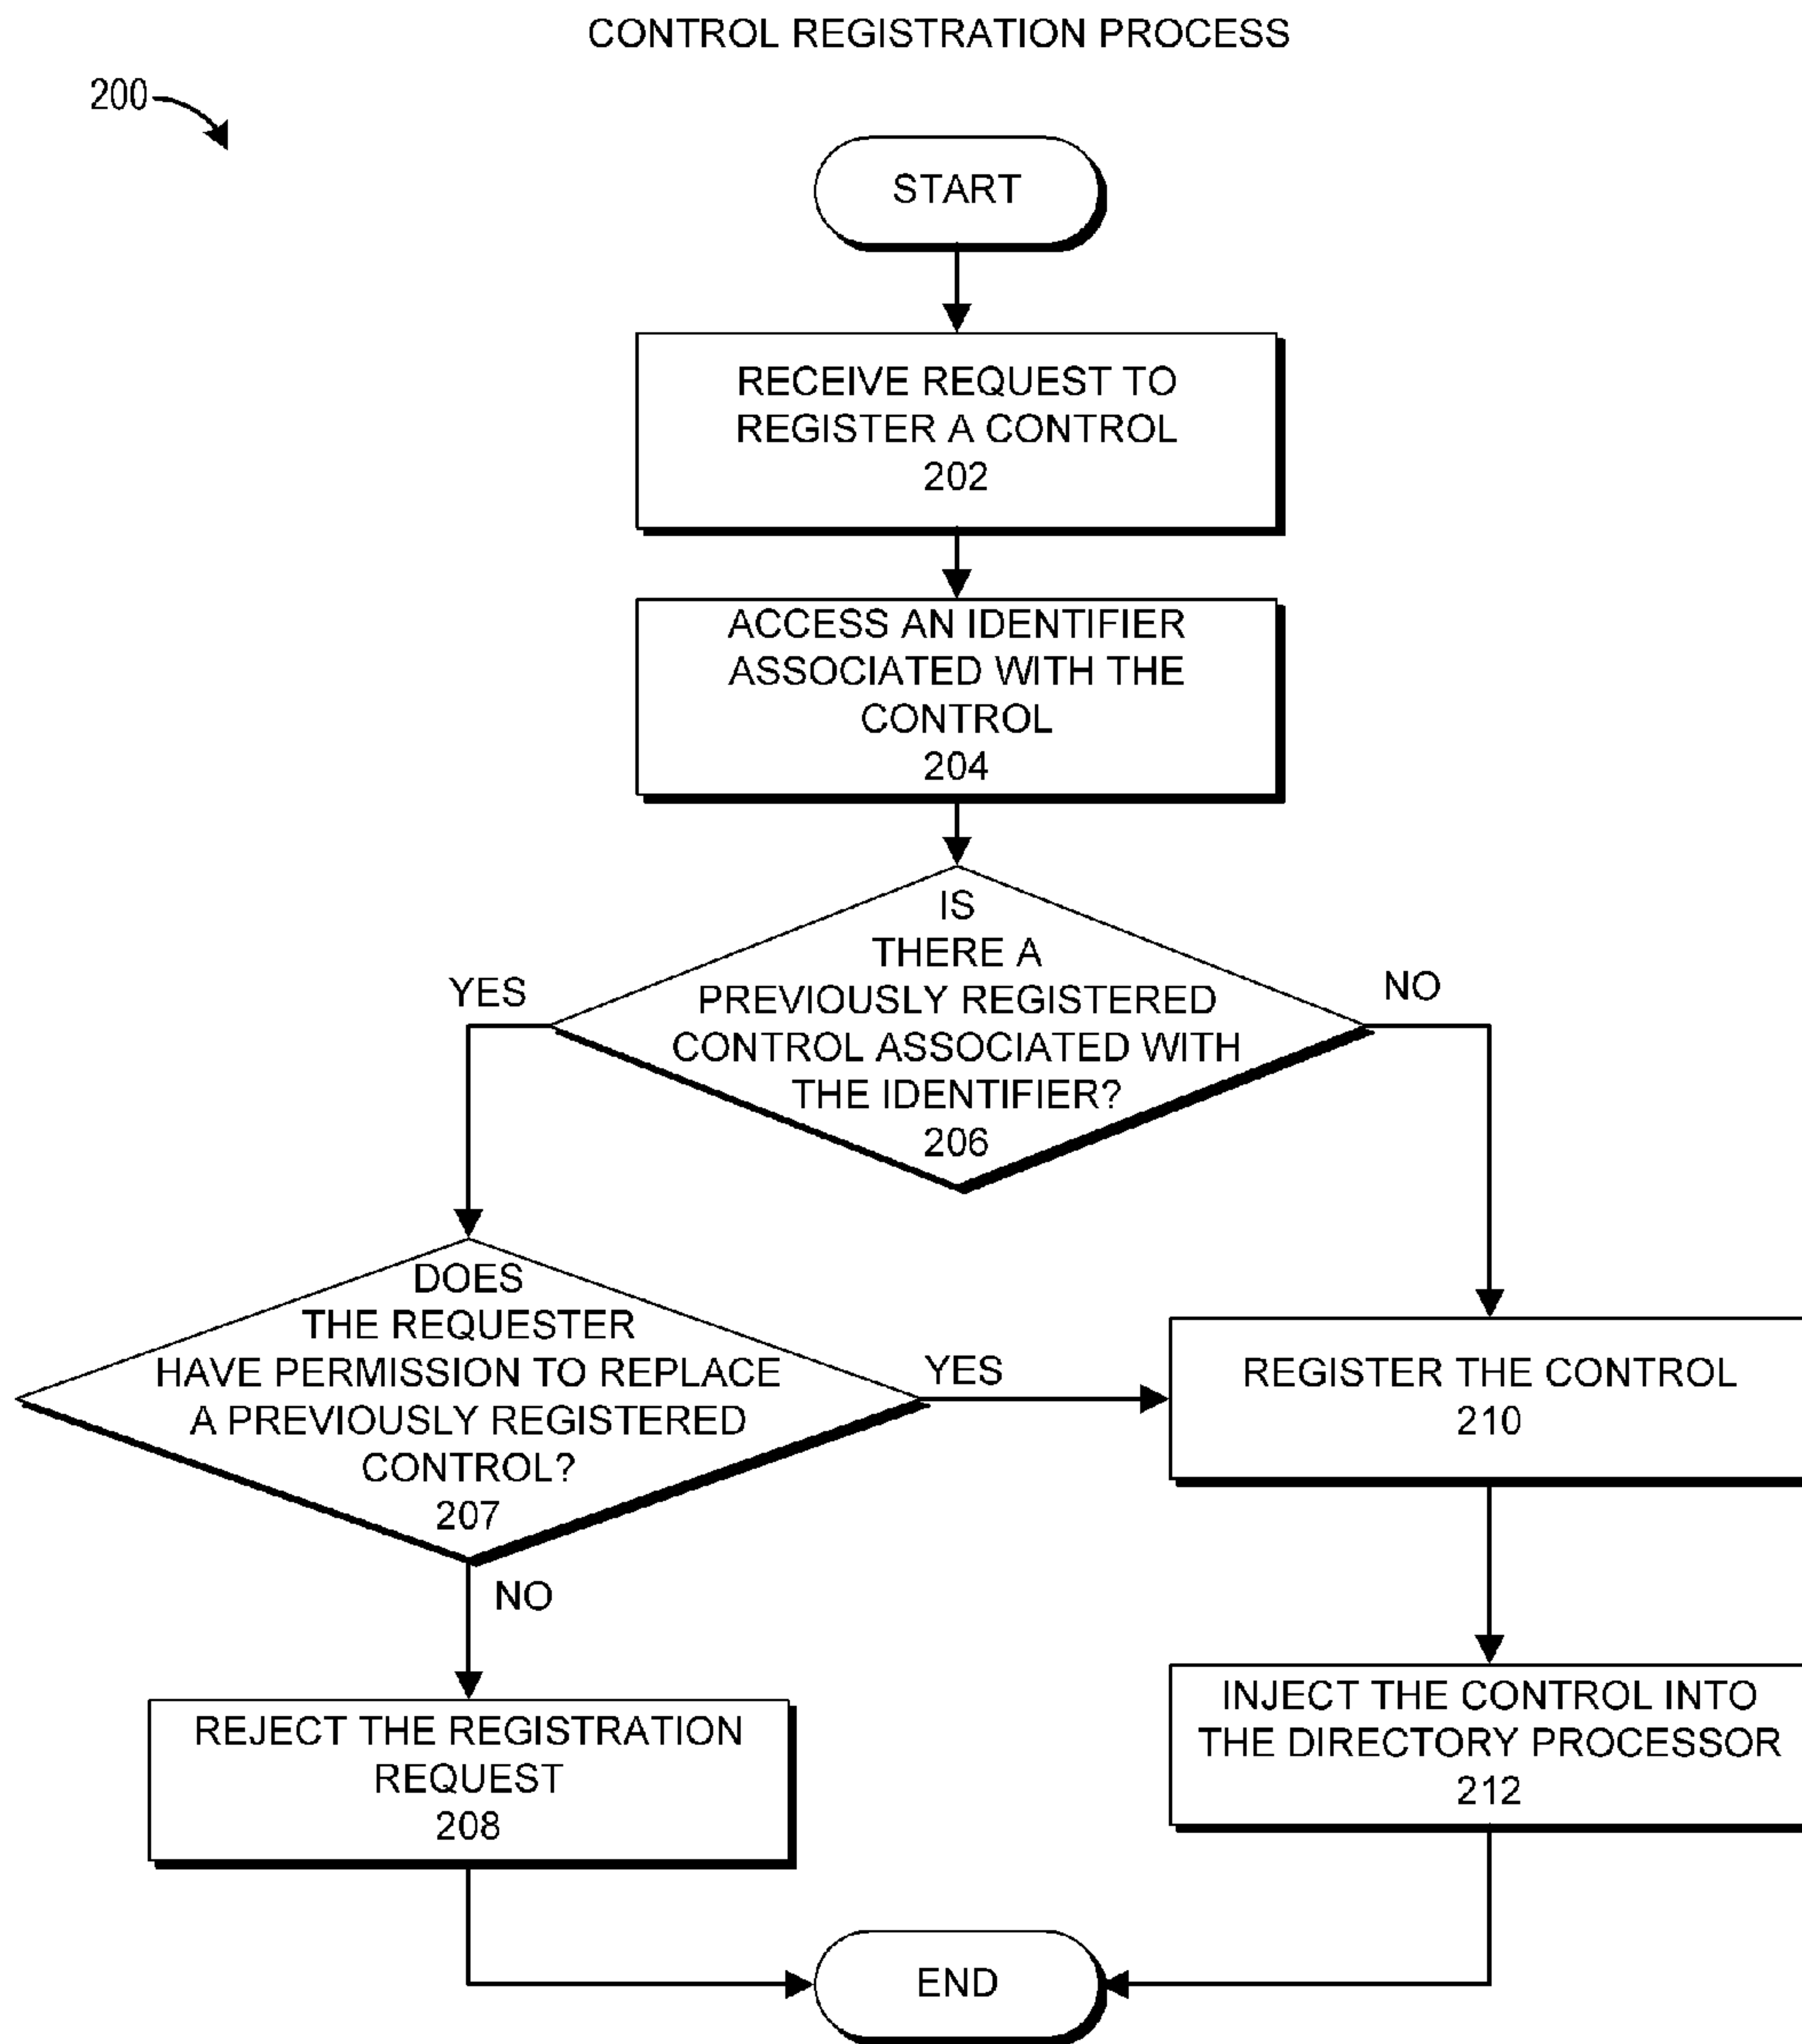 CONTROL REGISTRATION PROCESS
200
START
RECEIVE REQUEST TO
REGISTER A CONTROL
202
ACCESS AN IDENTIFIER
ASSOCIATED WITH THE
CONTROL
204
IS
THERE A
PREVIOUSLY REGISTERED
CONTROL ASSOCIATED WITH
THE IDENTIFIER?
206
YES
NO
DOES
THE REQUESTER
HAVE PERMISSION TO REPLACE
A PREVIOUSLY REGISTERED
CONTROL?
207
YES
NO
REGISTER THE CONTROL
210
REJECT THE REGISTRATION
REQUEST
208
INJECT THE CONTROL INTO
THE DIRECTORY PROCESSOR
212
END